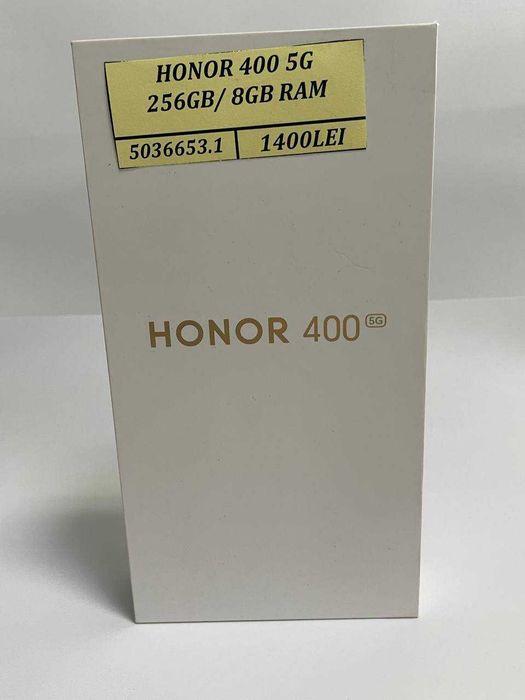 HONOR 400 5G
256GB/ 8GB RAM
5036653.1 1400LEI
HONOR 400 5G